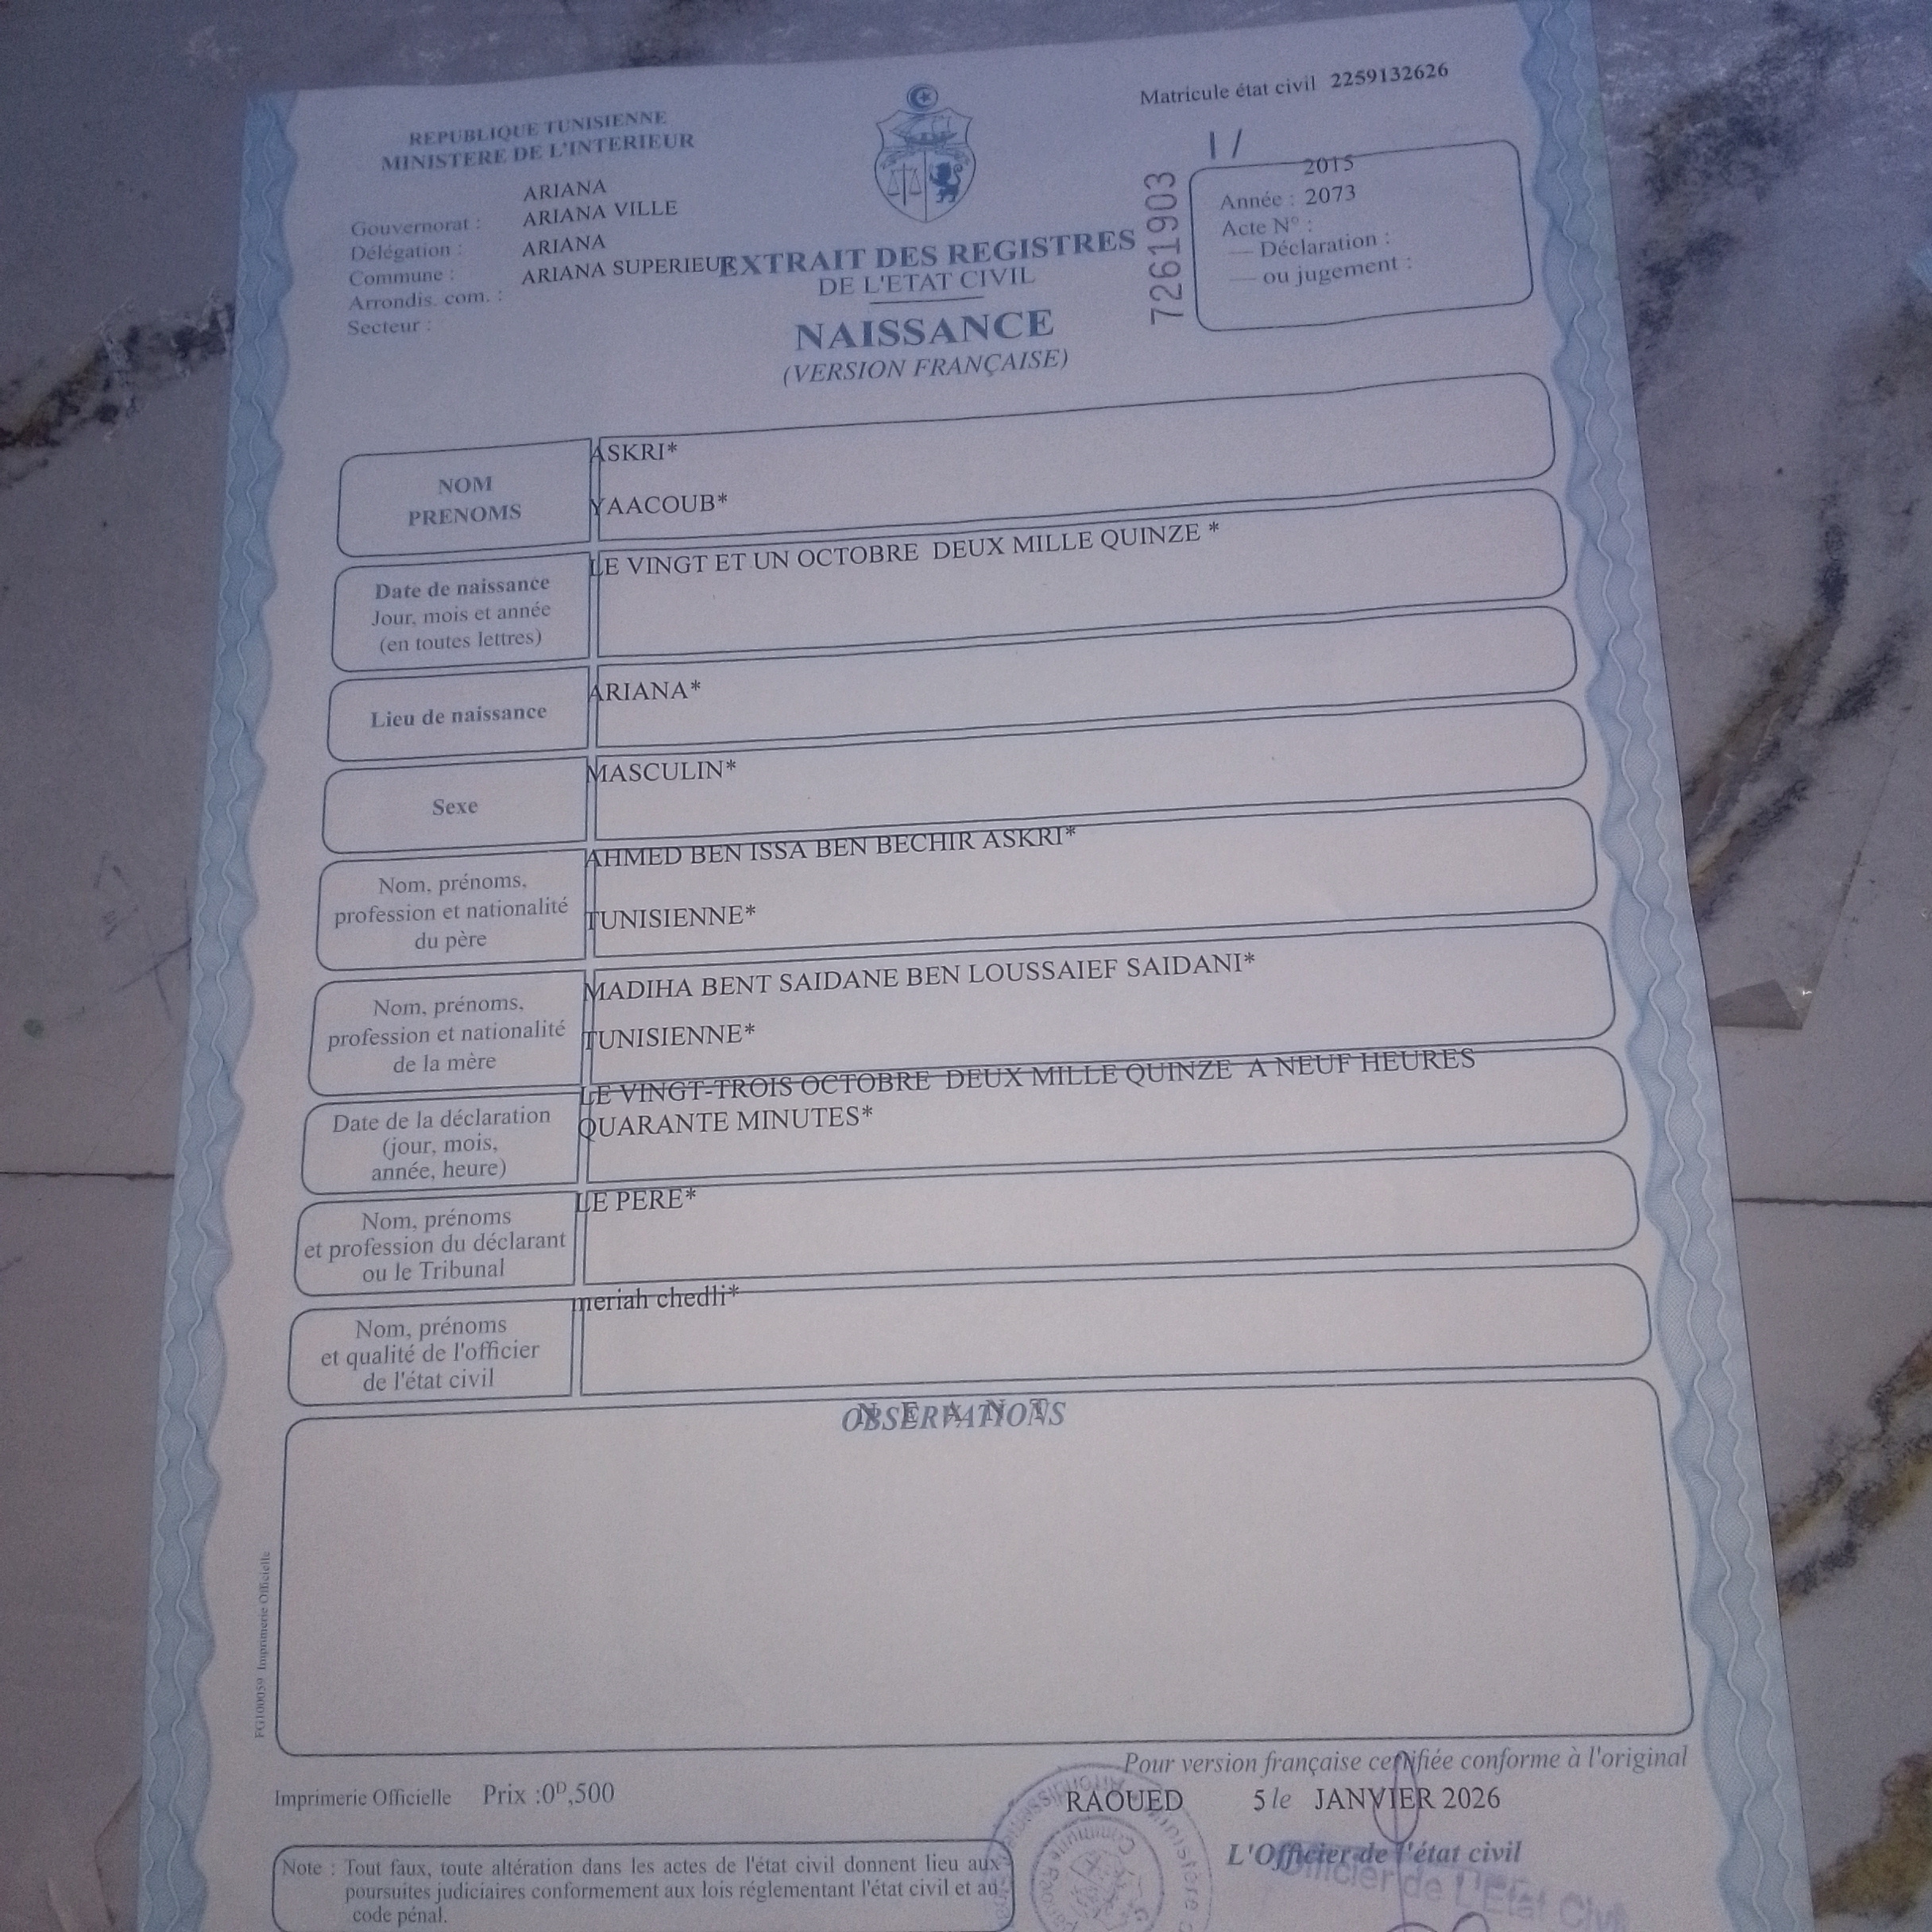 REPUBLIQUE TUNISIENNE
MINISTERE DE L'INTERIEUR
Matricule état civil 2259132626
ARIANA
Gouvernorat : ARIANA VILLE
Délégation : ARIANA
Commune : ARIANA SUPERIEUR
Arrondis. com. :
Secteur :
EXTRAIT DES REGISTRES
DE L'ETAT CIVIL
NAISSANCE
(VERSION FRANÇAISE)
7261903
1/
2015
Année : 2073
Acte N° :
— Déclaration :
— ou jugement :
NOM
PRENOMS
ASKRI*
YAACOUB*
Date de naissance
Jour, mois et année
(en toutes lettres)
LE VINGT ET UN OCTOBRE DEUX MILLE QUINZE *
Lieu de naissance
ARIANA*
Sexe
MASCULIN*
Nom, prénoms,
profession et nationalité
du père
AHMED BEN ISSA BEN BECHIR ASKRI*
TUNISIENNE*
Nom, prénoms,
profession et nationalité
de la mère
MADIHA BENT SAIDANE BEN LOUSSAIEF SAIDANI*
TUNISIENNE*
Date de la déclaration
(jour, mois,
année, heure)
LE VINGT-TROIS OCTOBRE DEUX MILLE QUINZE A NEUF HEURES
QUARANTE MINUTES*
Nom, prénoms
et profession du déclarant
ou le Tribunal
LE PERE*
Nom, prénoms
et qualité de l'officier
de l'état civil
meriah chedli*
OBSERVATIONS
N E A N T
FG100059 Imprimerie Officielle
Pour version française certifiée conforme à l'original
Imprimerie Officielle Prix :0D,500
RAOUED 5 le JANVIER 2026
L'Officier de l'état civil
Officier de L'Etat Civil
Note : Tout faux, toute altération dans les actes de l'état civil donnent lieu aux
poursuites judiciaires conformement aux lois réglementant l'état civil et au
code pénal.